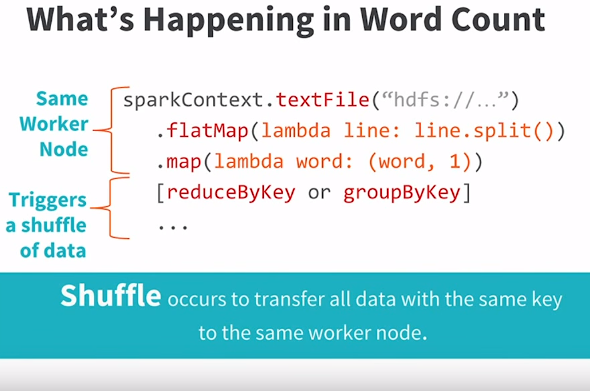 What's Happening in Word Count
Same
Worker
Node
sparkContext.textFile(“hdfs://…”)
.flatMap(lambda line: line.split())
.map(lambda word: (word, 1))
Triggers
a shuffle
of data
[reduceByKey or groupByKey]
...
Shuffle occurs to transfer all data with the same key
to the same worker node.